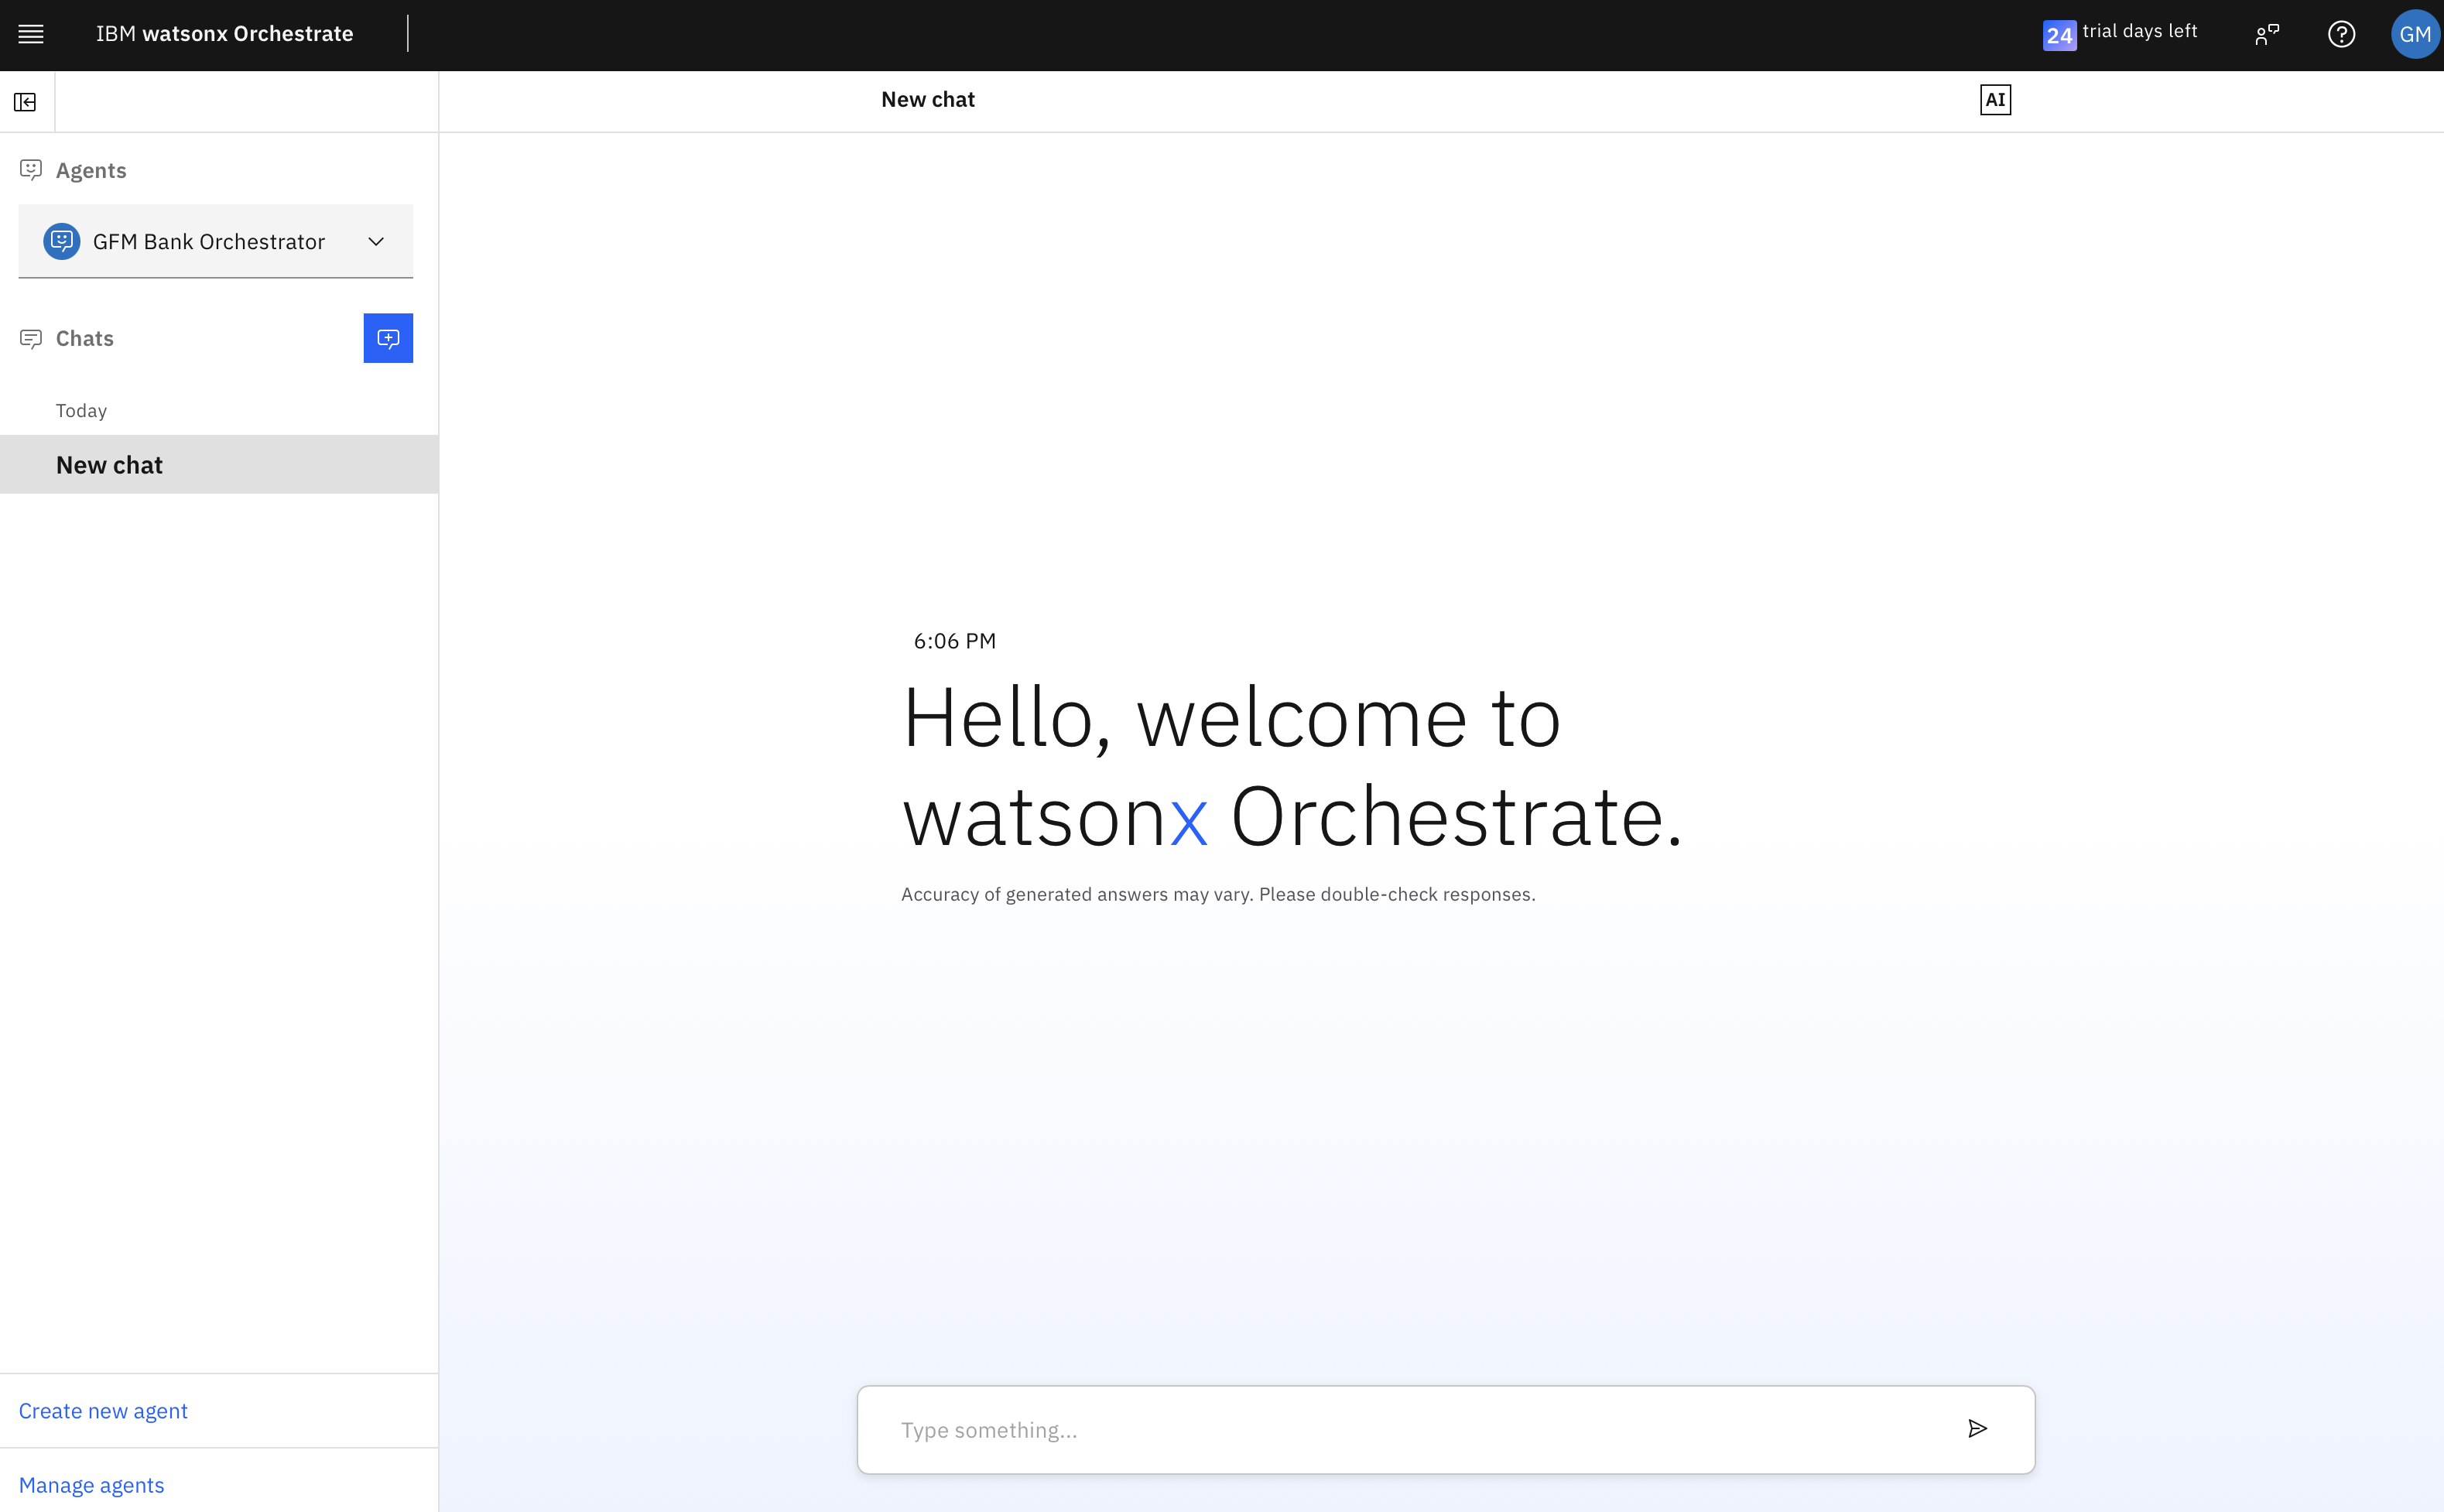 IBM watsonx Orchestrate
24 trial days left
GM
New chat
AI
Agents
GFM Bank Orchestrator
Chats
Today
New chat
6:06 PM
Hello, welcome to
watsonx Orchestrate.
Accuracy of generated answers may vary. Please double-check responses.
Type something...
Create new agent
Manage agents